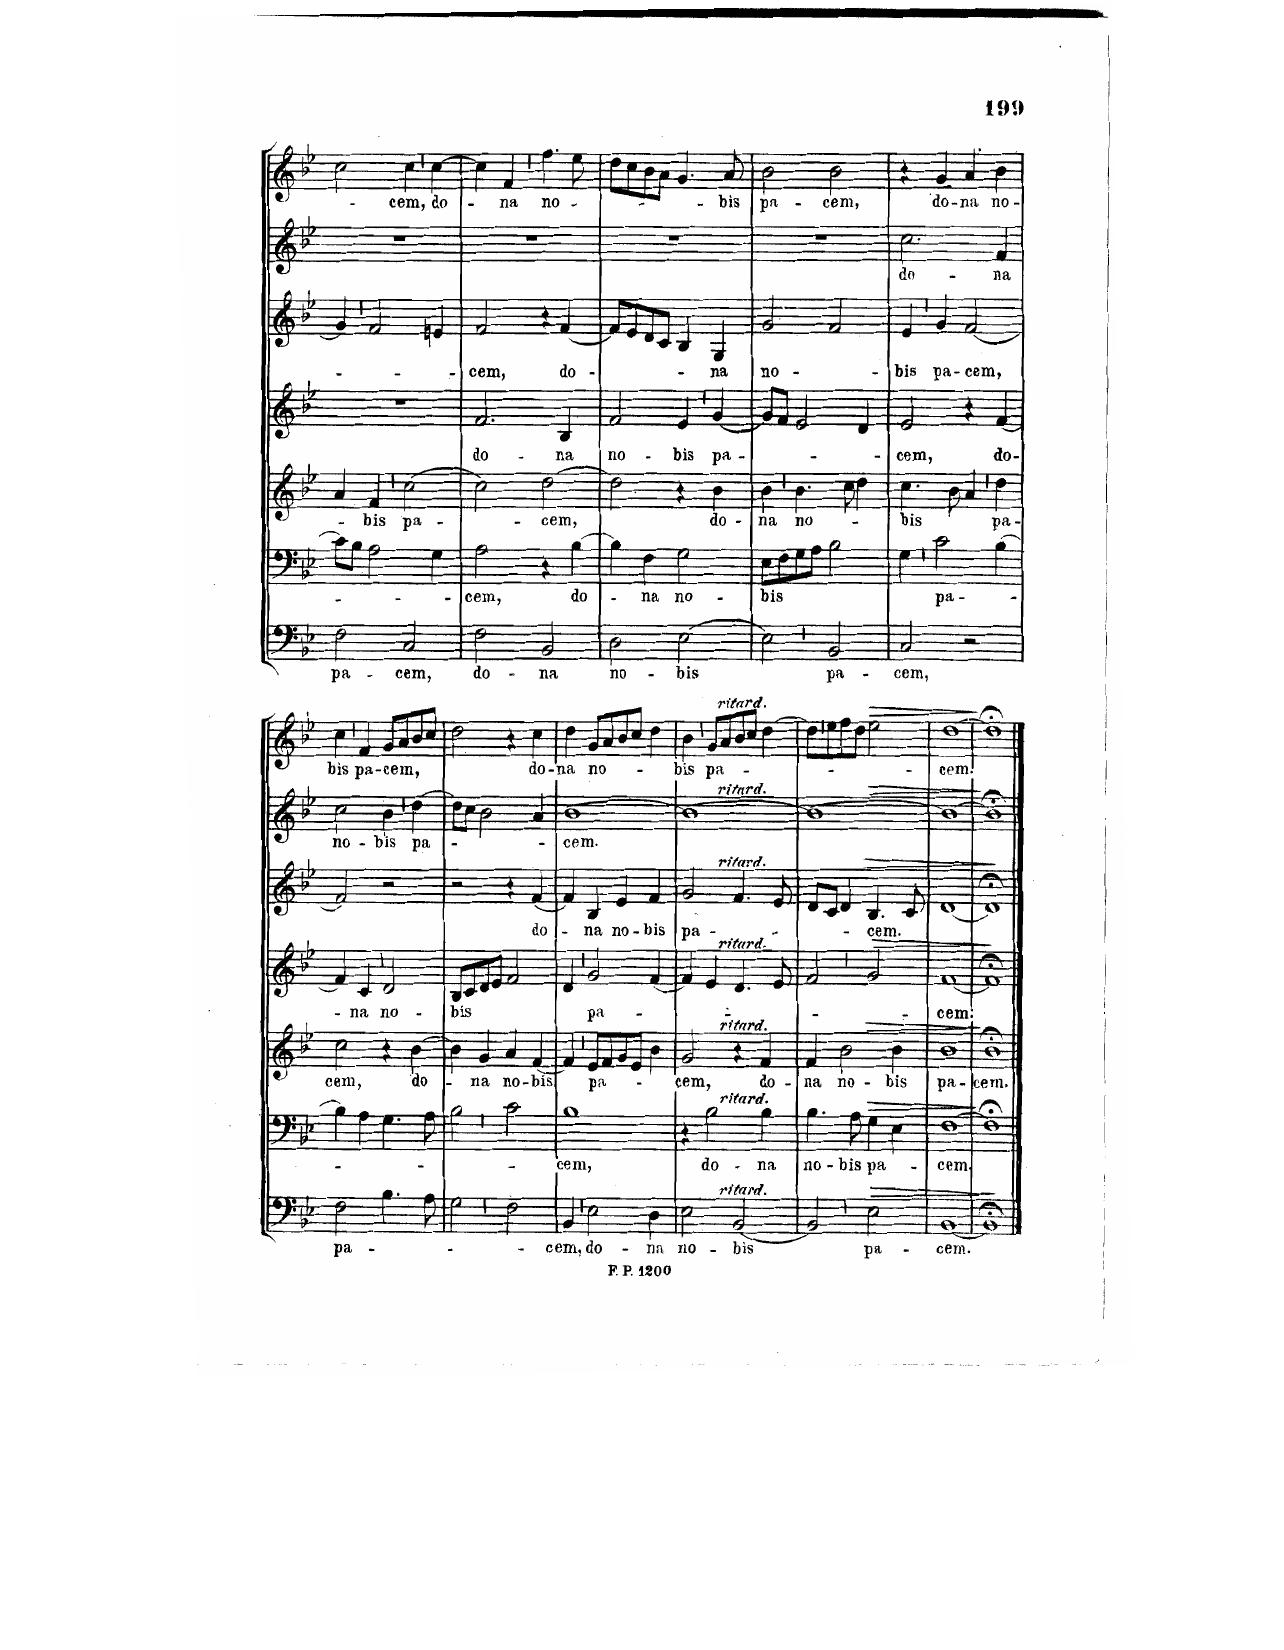 199
- cem, do - na no - - - bis pa - cem, do-na no-
do - na
- - - cem, do - - na no - - bis pa-cem,
do - na no - bis pa - - - cem, do-
- bis pa - - cem, do - na no - bis pa-
- - - cem, do - na no - bis pa - -
pa - cem, do - na no - bis pa - cem,
ritard.
bis pa-cem, do-na no - - bis pa - - - - cem.
ritard.
no - bis pa - - - cem.
ritard.
do - na no-bis pa - - - cem.
ritard.
- na no - bis pa - - - - cem.
ritard.
cem, do - na no-bis pa - - cem, do - na no - bis pa-cem.
ritard.
- - - - cem, do - na no-bis pa - cem.
ritard.
pa - - - cem, do - na no - bis pa - cem.
F. P. 1200